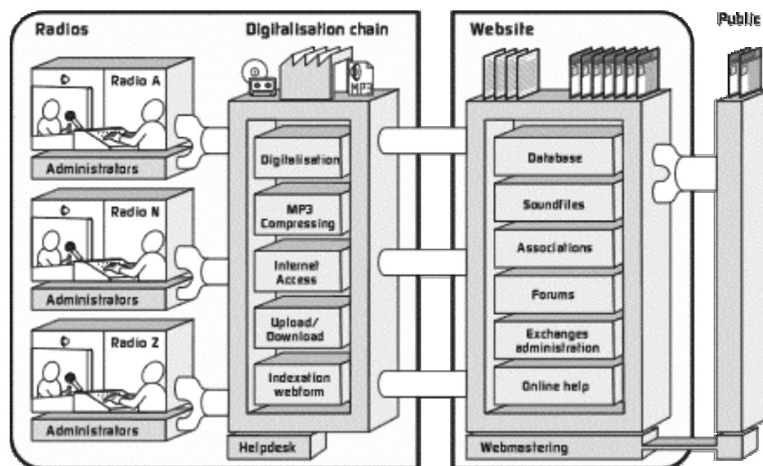 Radios
Digitalisation chain
Website
Public
Radio A
MP3
Administrators
Radio N
Administrators
Radio Z
Administrators
Digitalisation
MP3
Compressing
Internet
Access
Upload/
Download
Indexation
webform
Helpdesk
Database
Soundfiles
Associations
Forums
Exchanges
administration
Online help
Webmastering